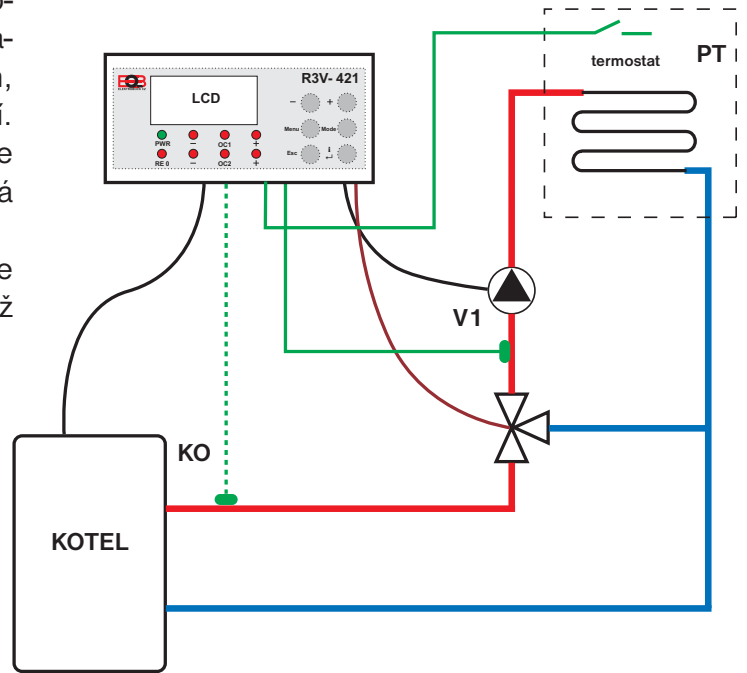 -
á-
,
í.
e
á
e
ž
termostat
PT
R3V- 421
LCD
− +
Menu Mode
PWR − OC1 +
RE 0 − OC2 +
Esc i
V1
KO
KOTEL